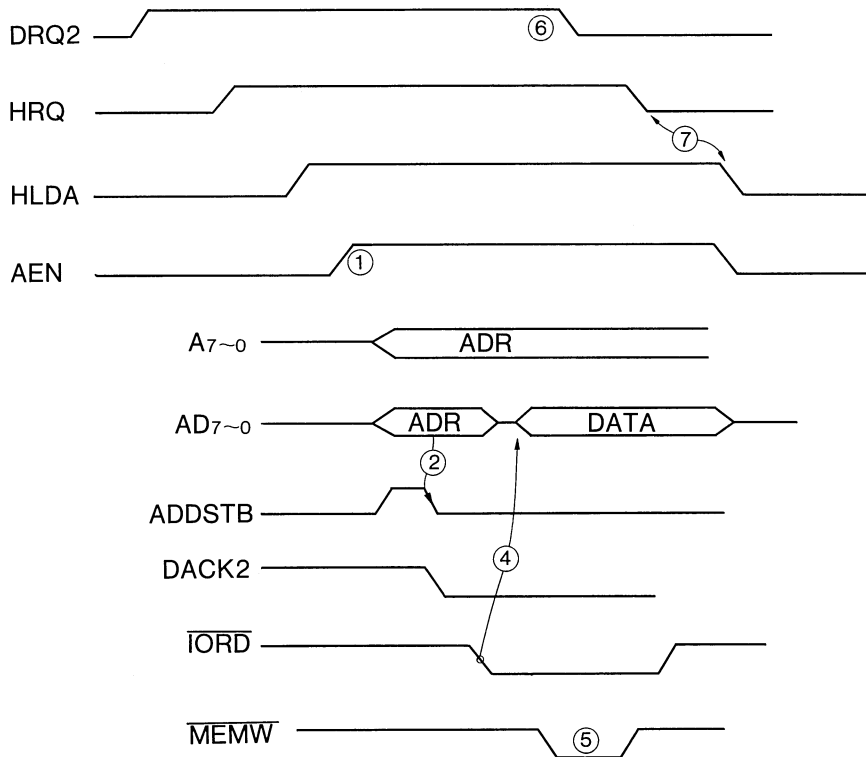 DRQ2 ⑥
HRQ
⑦
HLDA
AEN ①
A7~0 ADR
AD7~0 ADR DATA
②
ADDSTB
④
DACK2
IORD
MEMW ⑤